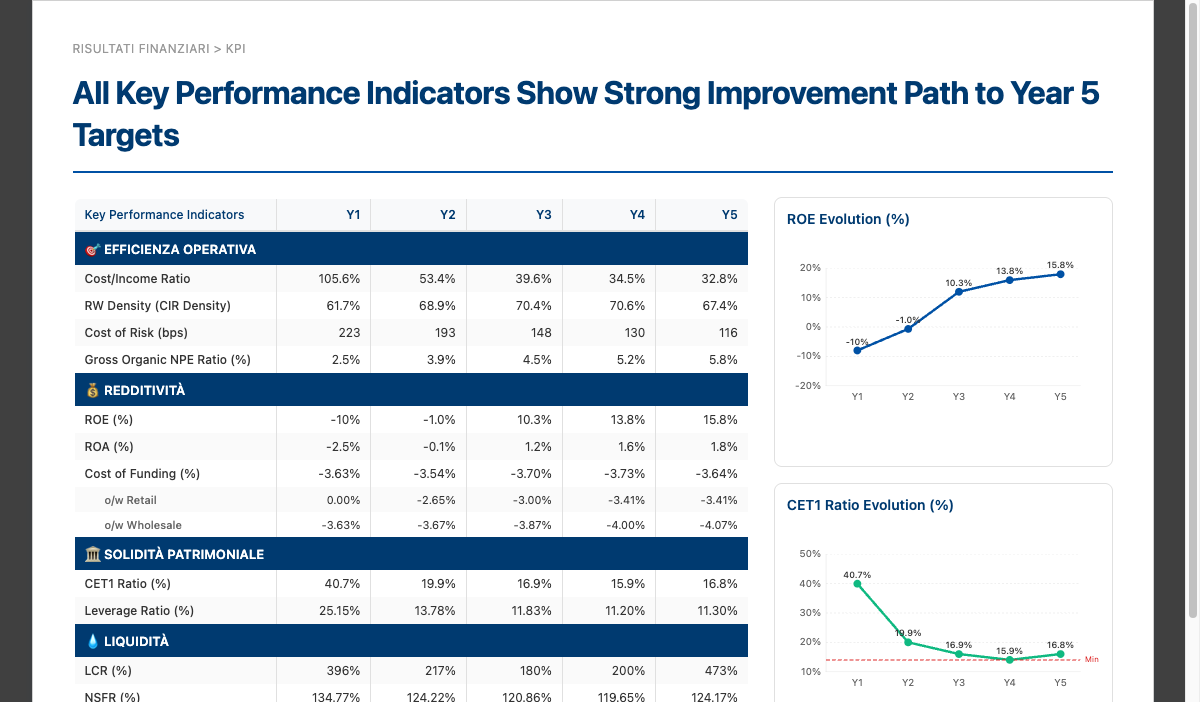 RISULTATI FINANZIARI > KPI
All Key Performance Indicators Show Strong Improvement Path to Year 5
Targets
Key Performance Indicators Y1 Y2 Y3 Y4 Y5
🎯 EFFICIENZA OPERATIVA
Cost/Income Ratio 105.6% 53.4% 39.6% 34.5% 32.8%
RW Density (CIR Density) 61.7% 68.9% 70.4% 70.6% 67.4%
Cost of Risk (bps) 223 193 148 130 116
Gross Organic NPE Ratio (%) 2.5% 3.9% 4.5% 5.2% 5.8%
💰 REDDITIVITÀ
ROE (%) -10% -1.0% 10.3% 13.8% 15.8%
ROA (%) -2.5% -0.1% 1.2% 1.6% 1.8%
Cost of Funding (%) -3.63% -3.54% -3.70% -3.73% -3.64%
o/w Retail 0.00% -2.65% -3.00% -3.41% -3.41%
o/w Wholesale -3.63% -3.67% -3.87% -4.00% -4.07%
🏛️ SOLIDITÀ PATRIMONIALE
CET1 Ratio (%) 40.7% 19.9% 16.9% 15.9% 16.8%
Leverage Ratio (%) 25.15% 13.78% 11.83% 11.20% 11.30%
💧 LIQUIDITÀ
LCR (%) 396% 217% 180% 200% 473%
NSFR (%) 134.77% 124.22% 120.86% 119.65% 124.17%
ROE Evolution (%)
20%
10%
0%
-10%
-20%
-10%
-1.0%
10.3%
13.8%
15.8%
Y1 Y2 Y3 Y4 Y5
CET1 Ratio Evolution (%)
50%
40%
30%
20%
10%
40.7%
19.9%
16.9%
15.9%
16.8%
Min
Y1 Y2 Y3 Y4 Y5